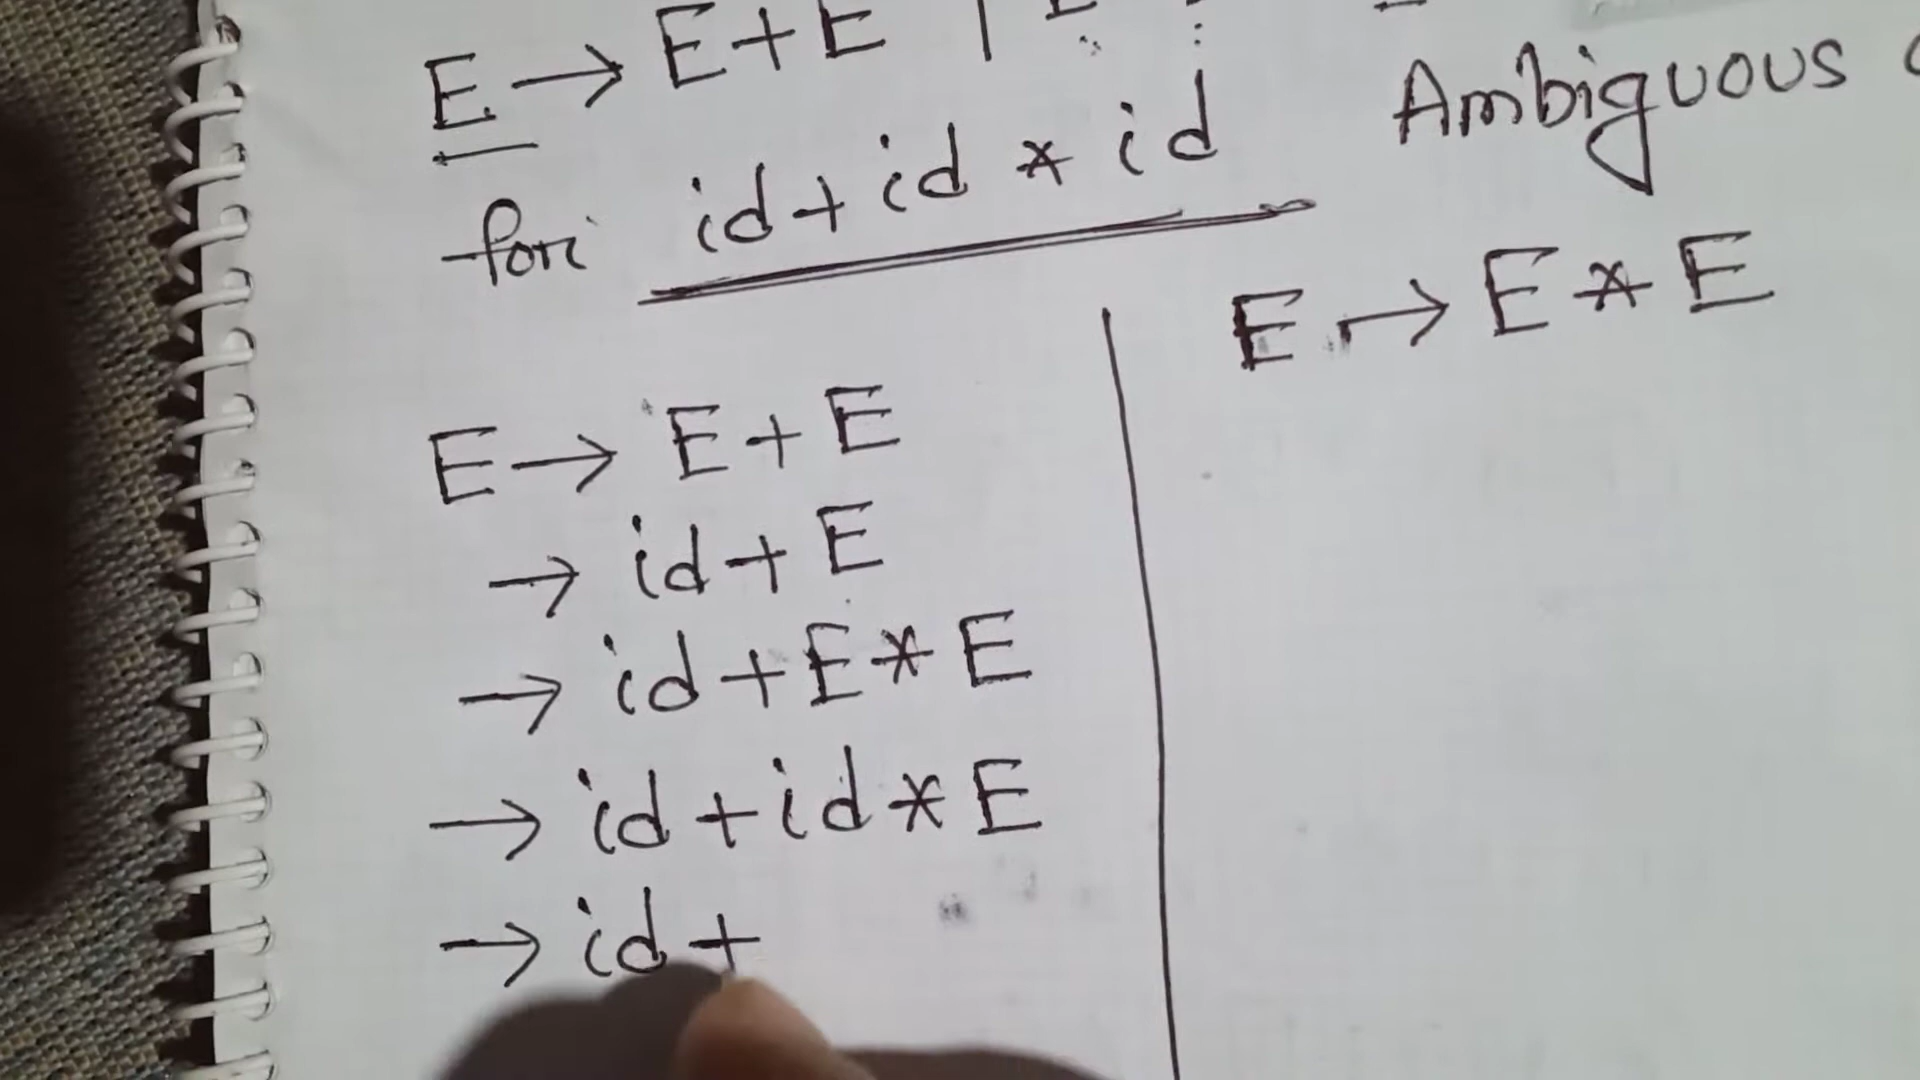 E → E + E |
Ambiguous
for id + id * id
E → E + E
→ id + E
→ id + E * E
→ id + id * E
→ id +
E → E * E